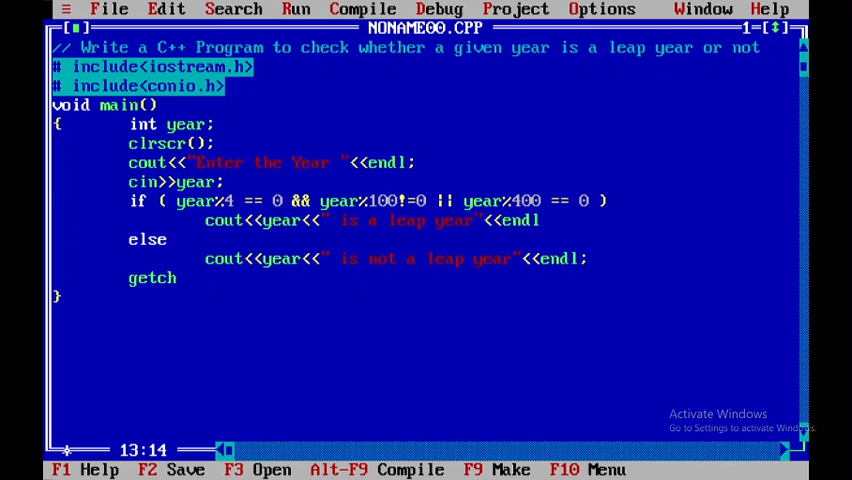 ≡ File Edit Search Run Compile Debug Project Options Window Help
[■] NONAME00.CPP 1=[↕]
// Write a C++ Program to check whether a given year is a leap year or not
# include<iostream.h>
# include<conio.h>
void main()
{ int year;
clrscr();
cout<<"Enter the Year "<<endl;
cin>>year;
if ( year%4 == 0 && year%100!=0 || year%400 == 0 )
cout<<year<<" is a leap year"<<endl
else
cout<<year<<" is not a leap year"<<endl;
getch
}
Activate Windows
Go to Settings to activate Windows.
13:14
F1 Help F2 Save F3 Open Alt-F9 Compile F9 Make F10 Menu